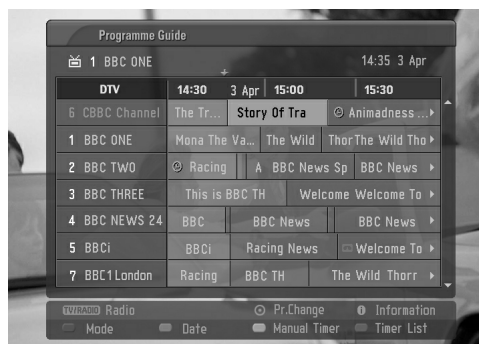 Programme Guide
1 BBC ONE 14:35 3 Apr
DTV 14:30 3 Apr 15:00 15:30
6 CBBC Channel The Tr... Story Of Tra Animadness ...
1 BBC ONE Mona The Va... The Wild ThorThe Wild Tho
2 BBC TWO Racing A BBC News Sp BBC News
3 BBC THREE This is BBC TH Welcome Welcome To
4 BBC NEWS 24 BBC BBC News BBC News
5 BBCi BBCi Racing News Welcome To
7 BBC1 London Racing BBC TH The Wild Thorr
TV/RADIO Radio Pr.Change Information
Mode Date Manual Timer Timer List